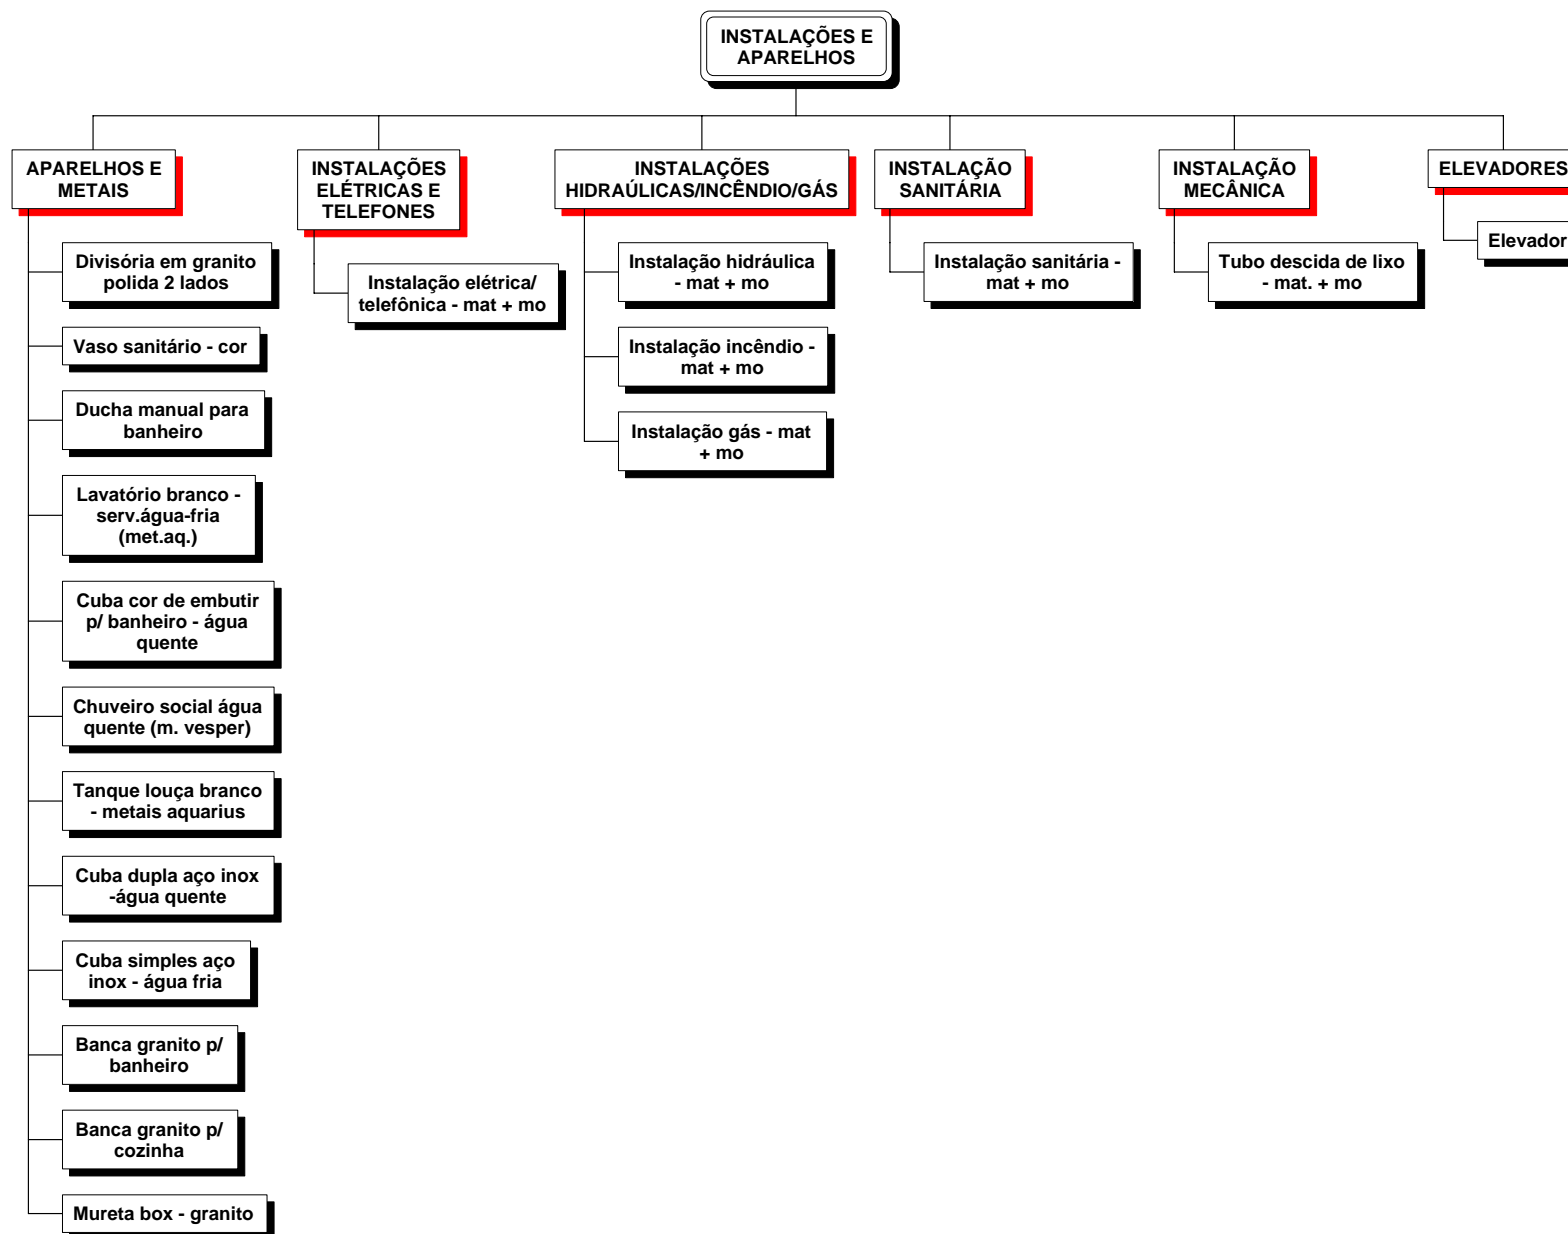 INSTALAÇÕES E
APARELHOS
APARELHOS E
METAIS
Divisória em granito
polida 2 lados
Vaso sanitário - cor
Ducha manual para
banheiro
Lavatório branco -
serv.água-fria
(met.aq.)
Cuba cor de embutir
p/ banheiro - água
quente
Chuveiro social água
quente (m. vesper)
Tanque louça branco
- metais aquarius
Cuba dupla aço inox
-água quente
Cuba simples aço
inox - água fria
Banca granito p/
banheiro
Banca granito p/
cozinha
Mureta box - granito
INSTALAÇÕES
ELÉTRICAS E
TELEFONES
Instalação elétrica/
telefônica - mat + mo
INSTALAÇÕES
HIDRAÚLICAS/INCÊNDIO/GÁS
Instalação hidráulica
- mat + mo
Instalação incêndio -
mat + mo
Instalação gás - mat
+ mo
INSTALAÇÃO
SANITÁRIA
Instalação sanitária -
mat + mo
INSTALAÇÃO
MECÂNICA
Tubo descida de lixo
- mat. + mo
ELEVADORES
Elevador